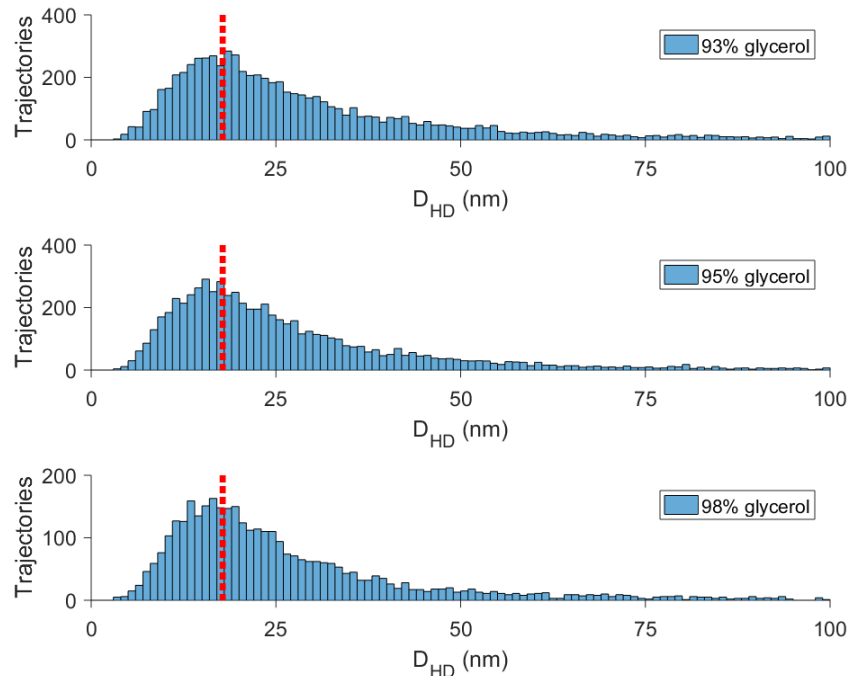 400
200
0
Trajectories
93% glycerol
0 25 50 75 100
D_HD (nm)
400
200
0
Trajectories
95% glycerol
0 25 50 75 100
D_HD (nm)
200
100
0
Trajectories
98% glycerol
0 25 50 75 100
D_HD (nm)